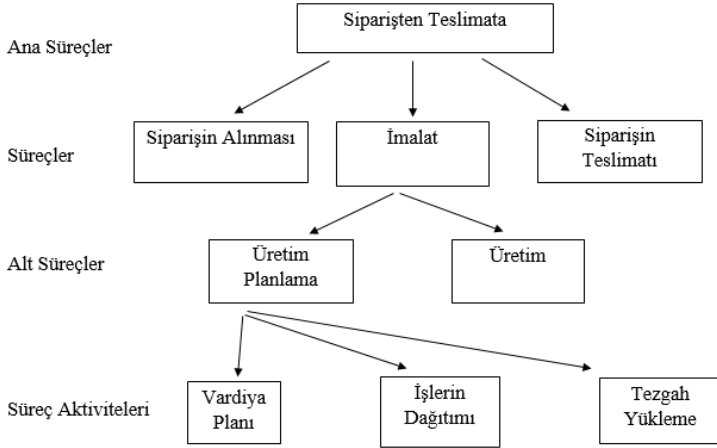 Siparişten Teslimata
Ana Süreçler
Siparişin Alınması
İmalat
Siparişin
Teslimatı
Süreçler
Üretim
Planlama
Üretim
Alt Süreçler
Vardiya
Planı
İşlerin
Dağıtımı
Tezgah
Yükleme
Süreç Aktiviteleri